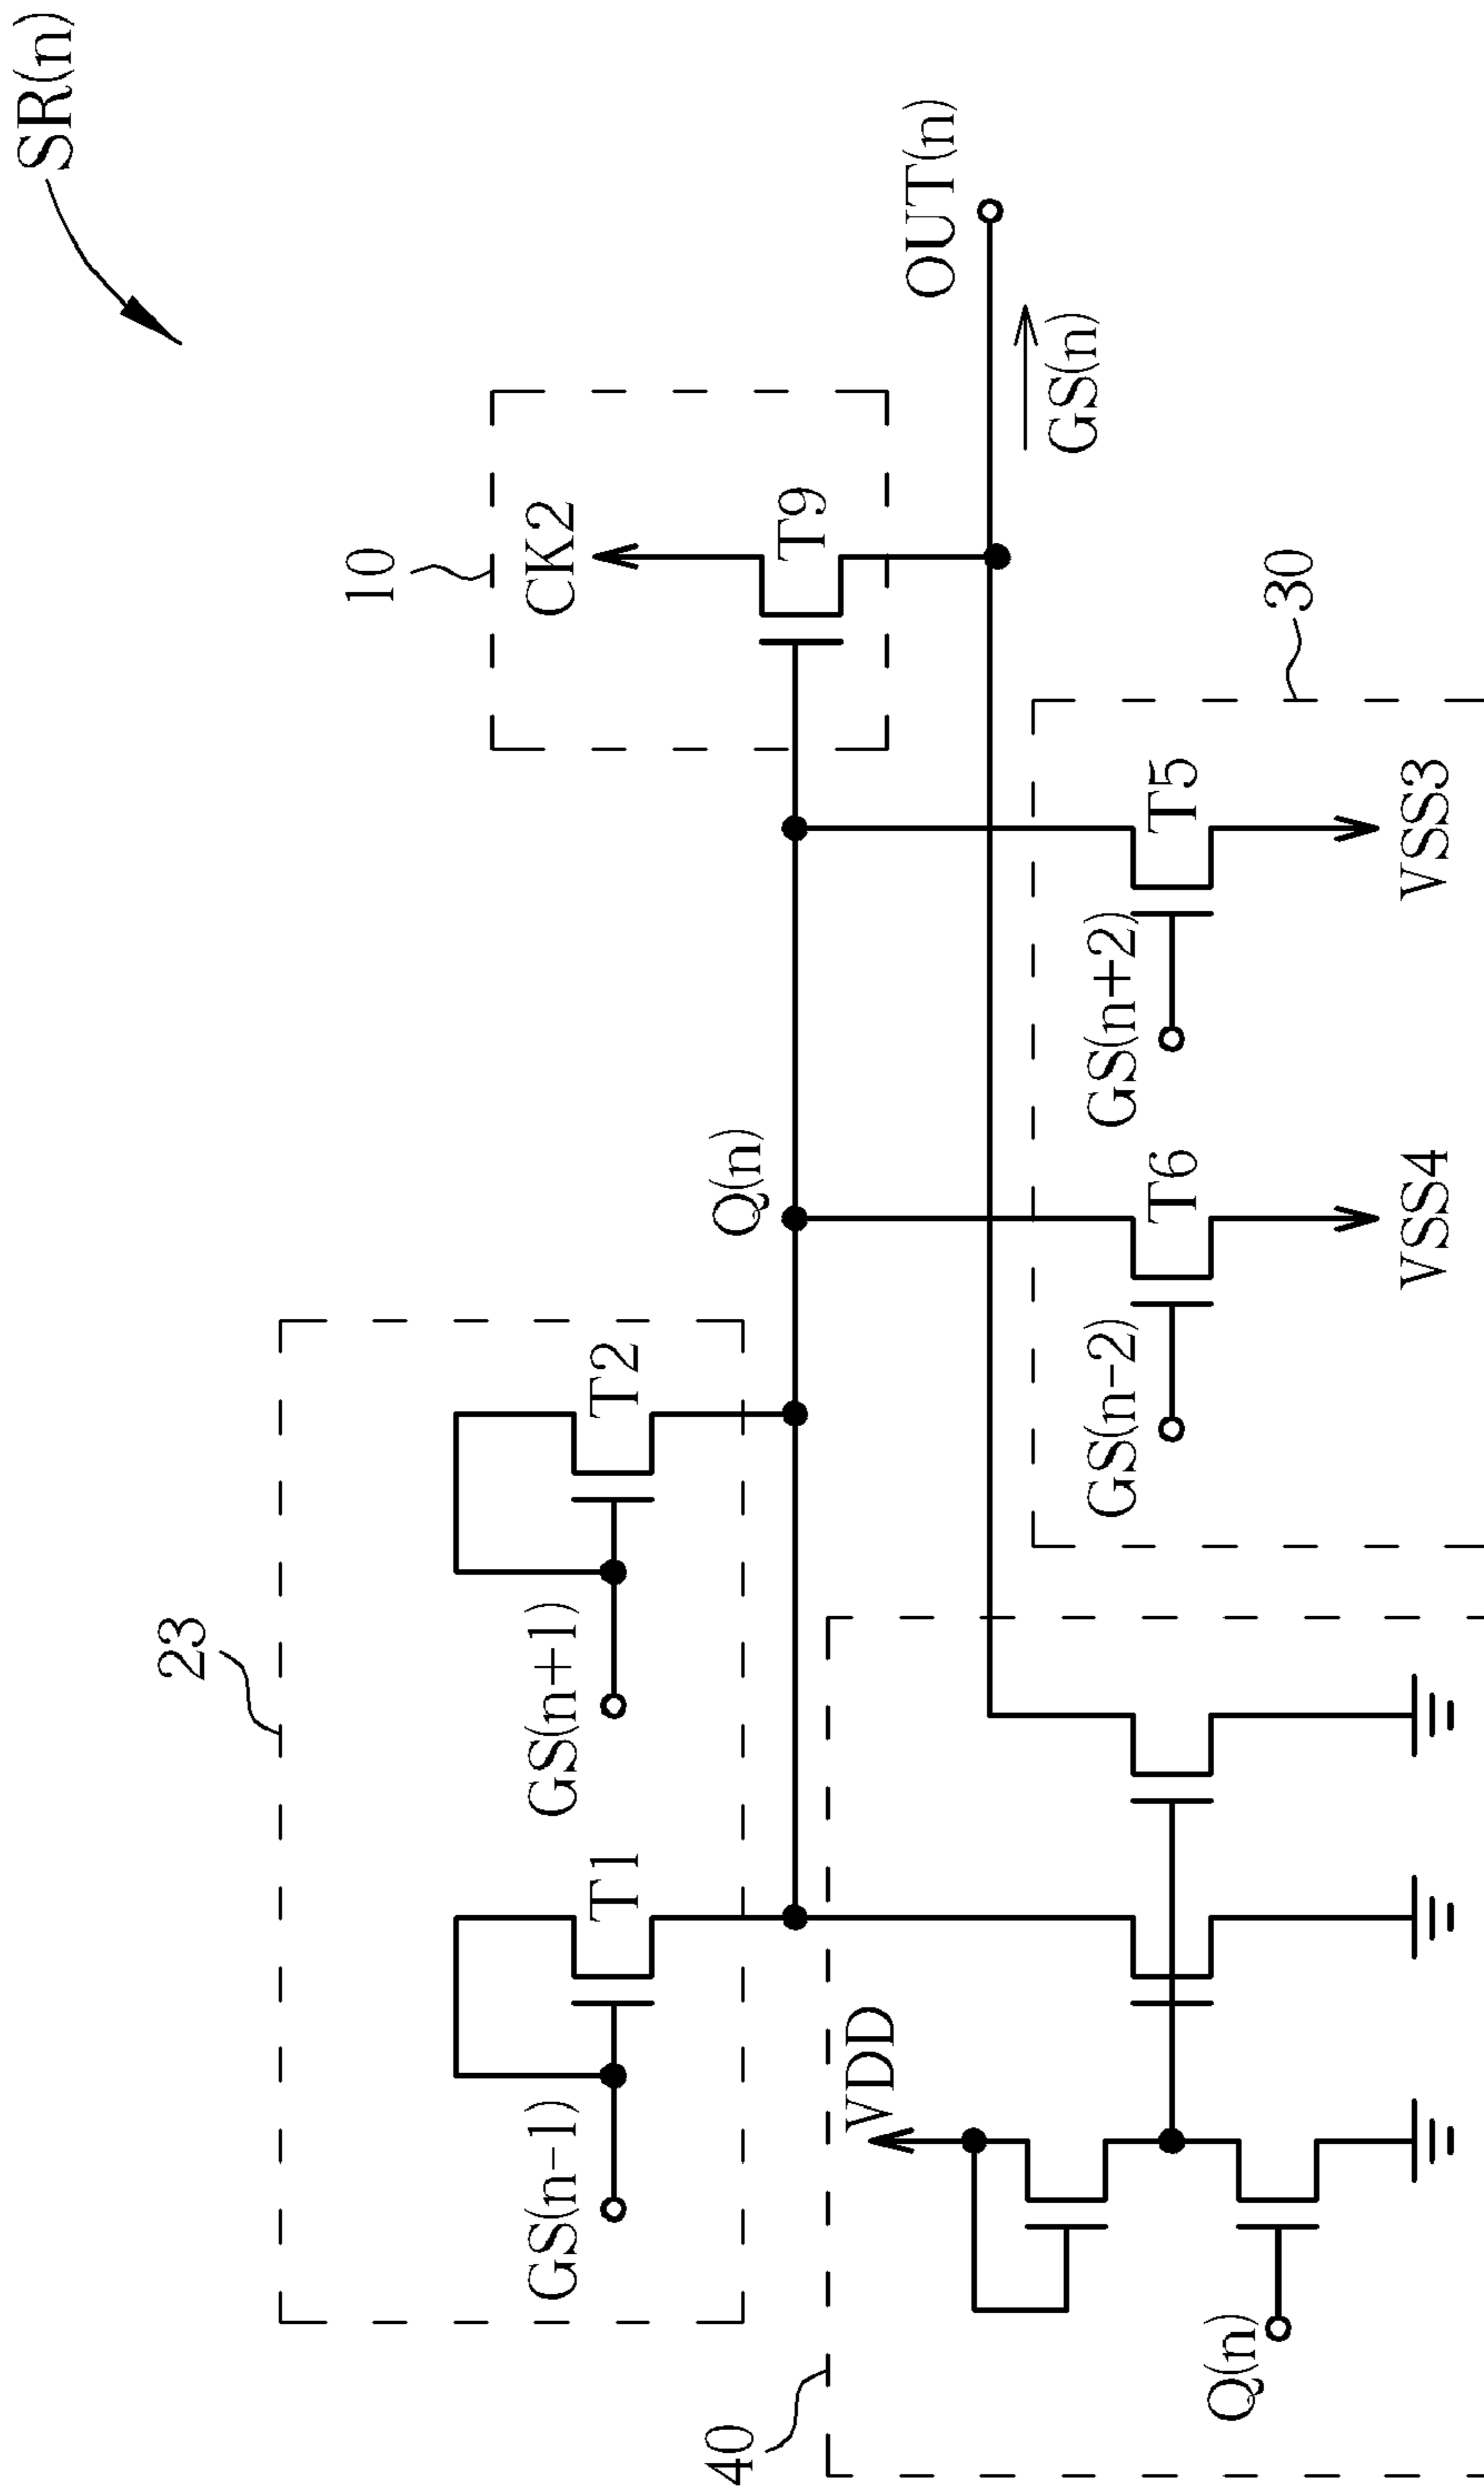 SR(n)
23
10
CK2
T9
GS(n-1)
T1
GS(n+1)
T2
Q(n)
OUT(n)
GS(n)
40
VDD
Q(n)
GS(n-2)
T6
VSS4
GS(n+2)
T5
VSS3
30